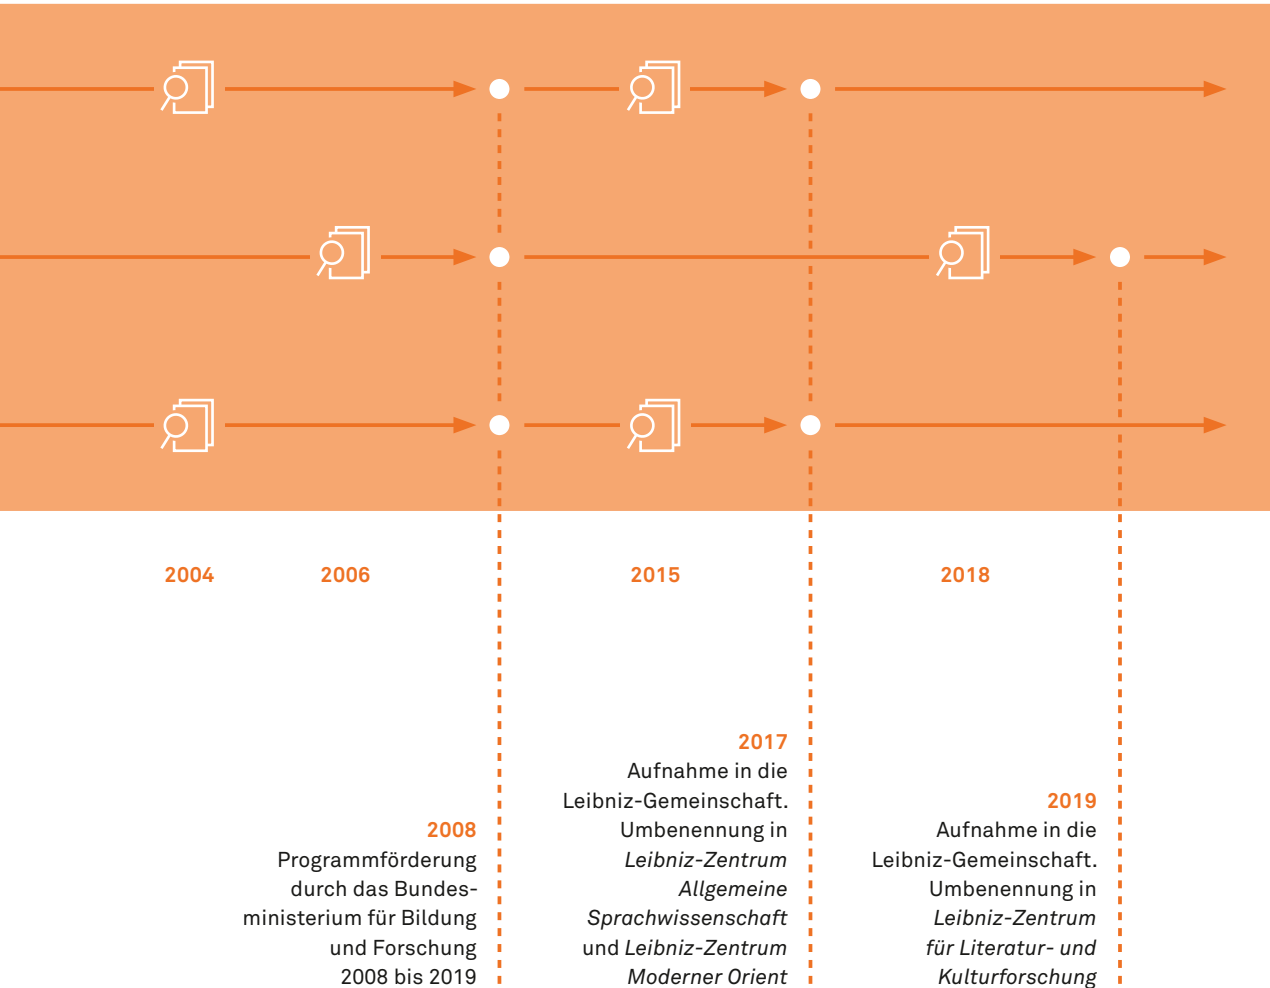 2004
2006
2015
2018
2008
Programmförderung
durch das Bundes-
ministerium für Bildung
und Forschung
2008 bis 2019
2017
Aufnahme in die
Leibniz-Gemeinschaft.
Umbenennung in
Leibniz-Zentrum
Allgemeine
Sprachwissenschaft
und Leibniz-Zentrum
Moderner Orient
2019
Aufnahme in die
Leibniz-Gemeinschaft.
Umbenennung in
Leibniz-Zentrum
für Literatur- und
Kulturforschung